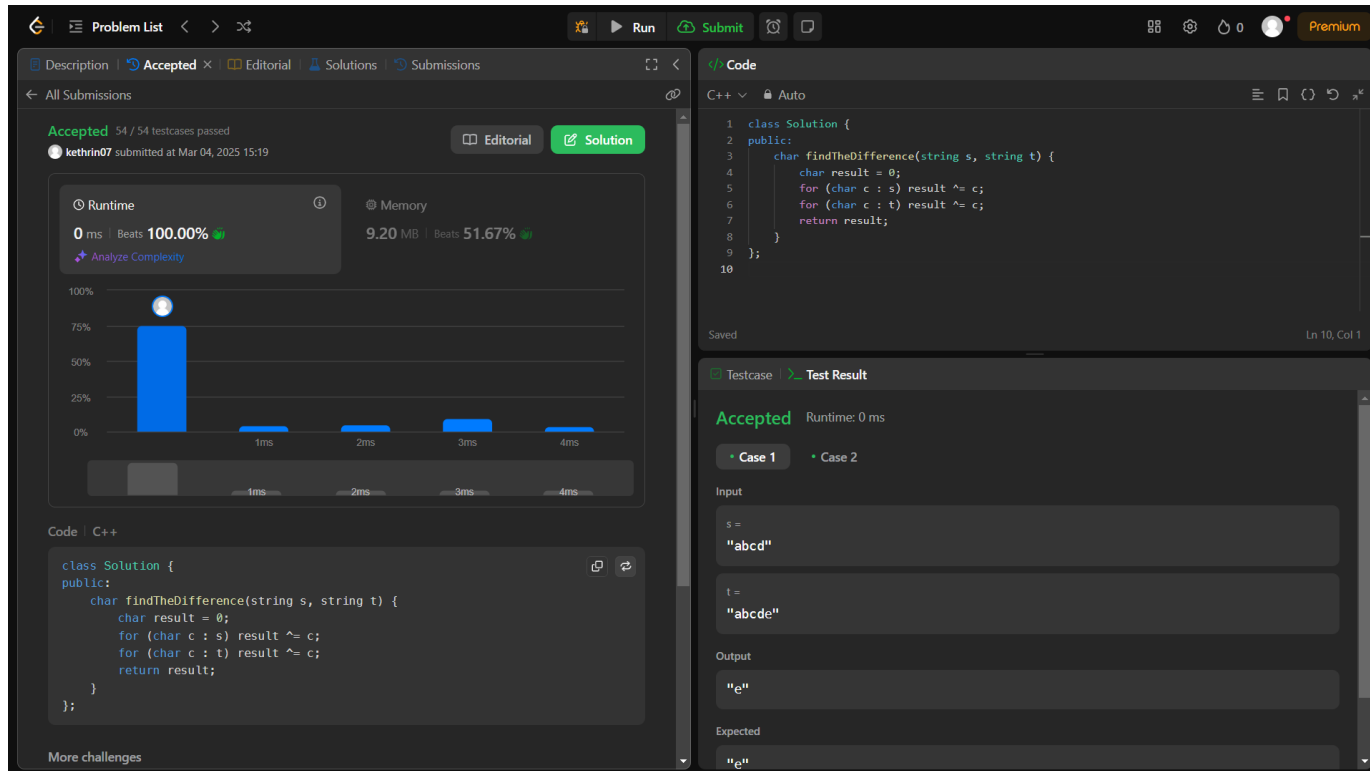 Problem List
Run
Submit
0
Premium
Description
Accepted
Editorial
Solutions
Submissions
All Submissions
Accepted 54 / 54 testcases passed
kethrin07 submitted at Mar 04, 2025 15:19
Editorial
Solution
Runtime
0 ms | Beats 100.00%
Analyze Complexity
Memory
9.20 MB | Beats 51.67%
100%
75%
50%
25%
0%
1ms 2ms 3ms 4ms
1ms 2ms 3ms 4ms
Code | C++
class Solution {
public:
    char findTheDifference(string s, string t) {
        char result = 0;
        for (char c : s) result ^= c;
        for (char c : t) result ^= c;
        return result;
    }
};
More challenges
</> Code
C++ Auto
1 class Solution {
2 public:
3     char findTheDifference(string s, string t) {
4         char result = 0;
5         for (char c : s) result ^= c;
6         for (char c : t) result ^= c;
7         return result;
8     }
9 };
10
Saved
Ln 10, Col 1
Testcase
>_ Test Result
Accepted Runtime: 0 ms
• Case 1
• Case 2
Input
s =
"abcd"
t =
"abcde"
Output
"e"
Expected
"e"